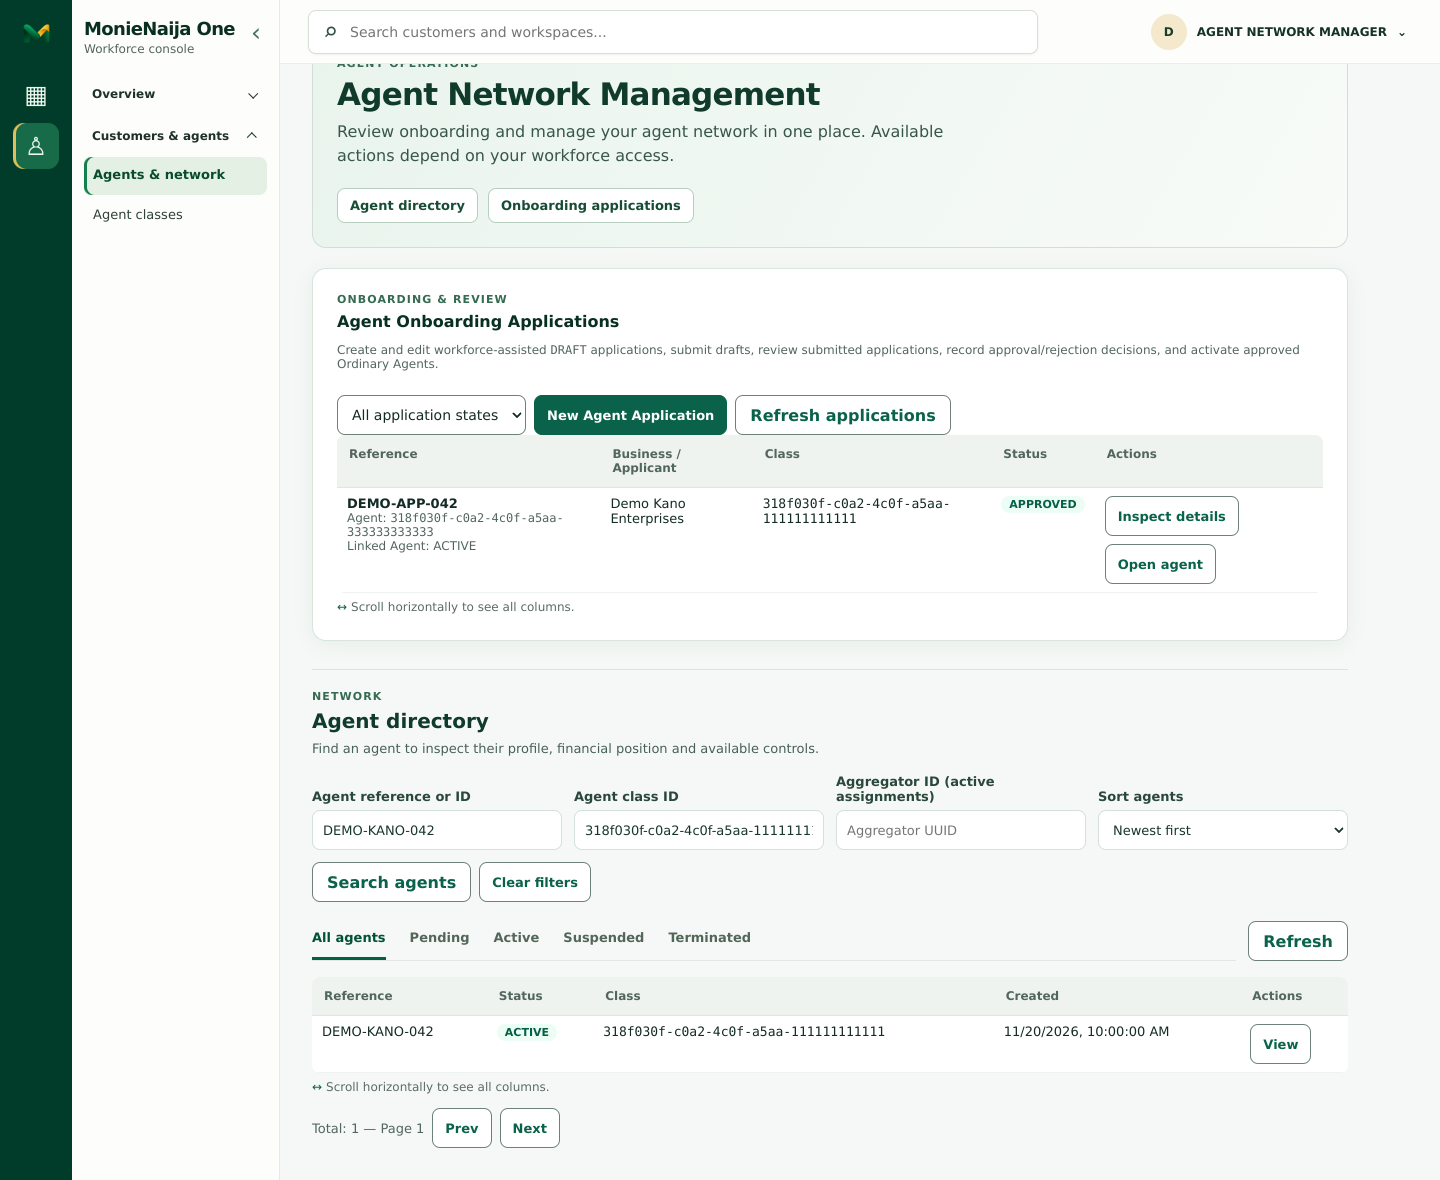 MonieNaija One
Workforce console
Search customers and workspaces...
D
AGENT NETWORK MANAGER
Overview
Customers & agents
Agents & network
Agent classes
AGENT OPERATIONS
Agent Network Management
Review onboarding and manage your agent network in one place. Available
actions depend on your workforce access.
Agent directory
Onboarding applications
ONBOARDING & REVIEW
Agent Onboarding Applications
Create and edit workforce-assisted DRAFT applications, submit drafts, review submitted applications, record approval/rejection decisions, and activate approved
Ordinary Agents.
All application states
New Agent Application
Refresh applications
Reference
Business /
Applicant
Class
Status
Actions
DEMO-APP-042
Agent: 318f030f-c0a2-4c0f-a5aa-
333333333333
Linked Agent: ACTIVE
Demo Kano
Enterprises
318f030f-c0a2-4c0f-a5aa-
111111111111
APPROVED
Inspect details
Open agent
↔ Scroll horizontally to see all columns.
NETWORK
Agent directory
Find an agent to inspect their profile, financial position and available controls.
Agent reference or ID
Agent class ID
Aggregator ID (active
assignments)
Sort agents
DEMO-KANO-042
318f030f-c0a2-4c0f-a5aa-1111111
Aggregator UUID
Newest first
Search agents
Clear filters
All agents
Pending
Active
Suspended
Terminated
Refresh
Reference
Status
Class
Created
Actions
DEMO-KANO-042
ACTIVE
318f030f-c0a2-4c0f-a5aa-111111111111
11/20/2026, 10:00:00 AM
View
↔ Scroll horizontally to see all columns.
Total: 1 — Page 1
Prev
Next